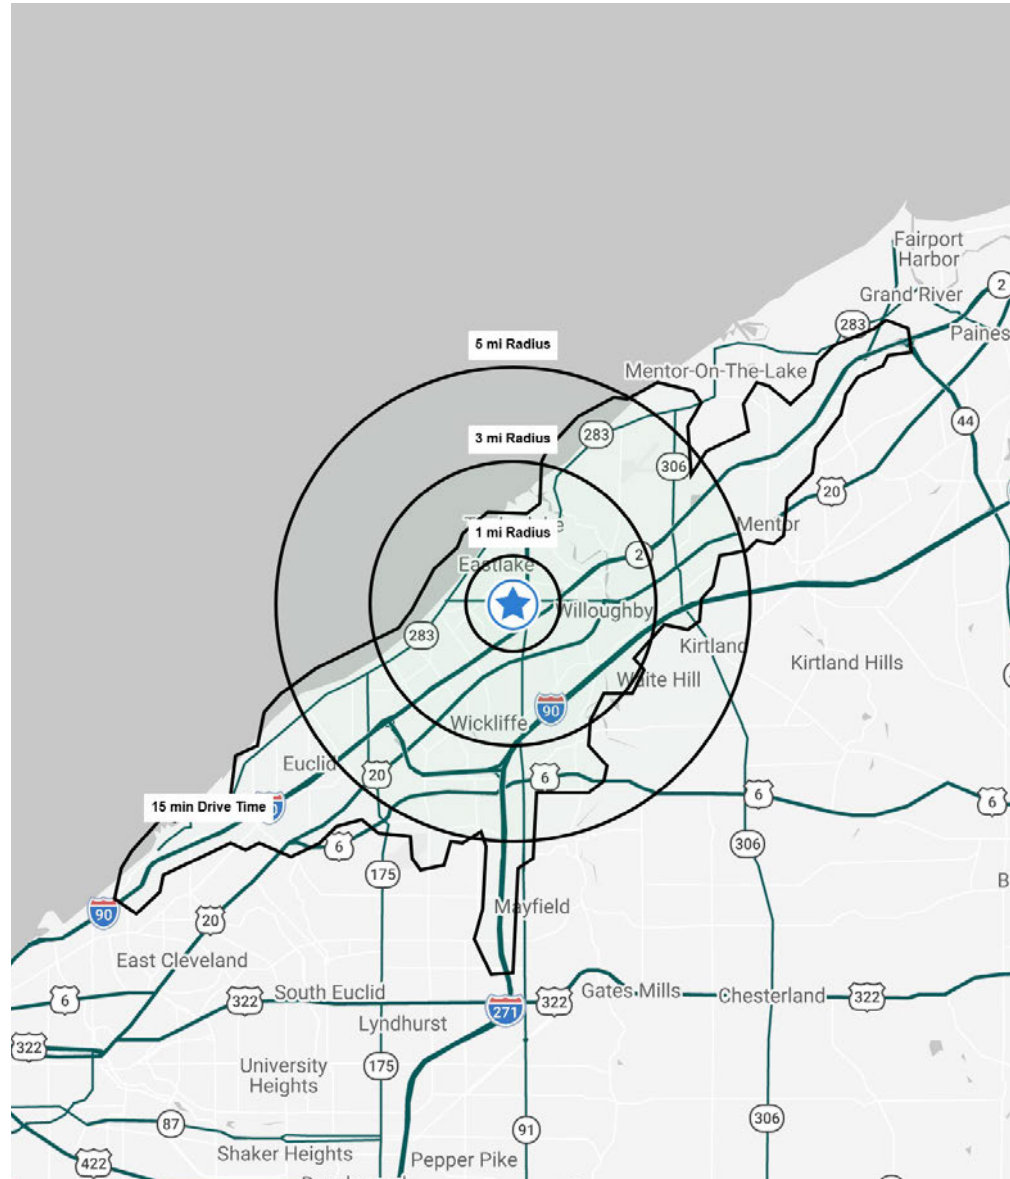 Fairport
Harbor
2
Grand River
283
Paines
5 mi Radius
Mentor-On-The-Lake
44
283
3 mi Radius
306
20
Mentor
1 mi Radius
2
Eastlake
Willoughby
283
Kirtland
Kirtland Hills
Waite Hill
90
Wickliffe
Euclid
20
6
6
6
15 min Drive Time
6
306
175
Mayfield
B
90
20
East Cleveland
6
322
South Euclid
322
Gates Mills
Chesterland
322
271
Lyndhurst
322
University
Heights
175
306
87
91
Shaker Heights
Pepper Pike
422